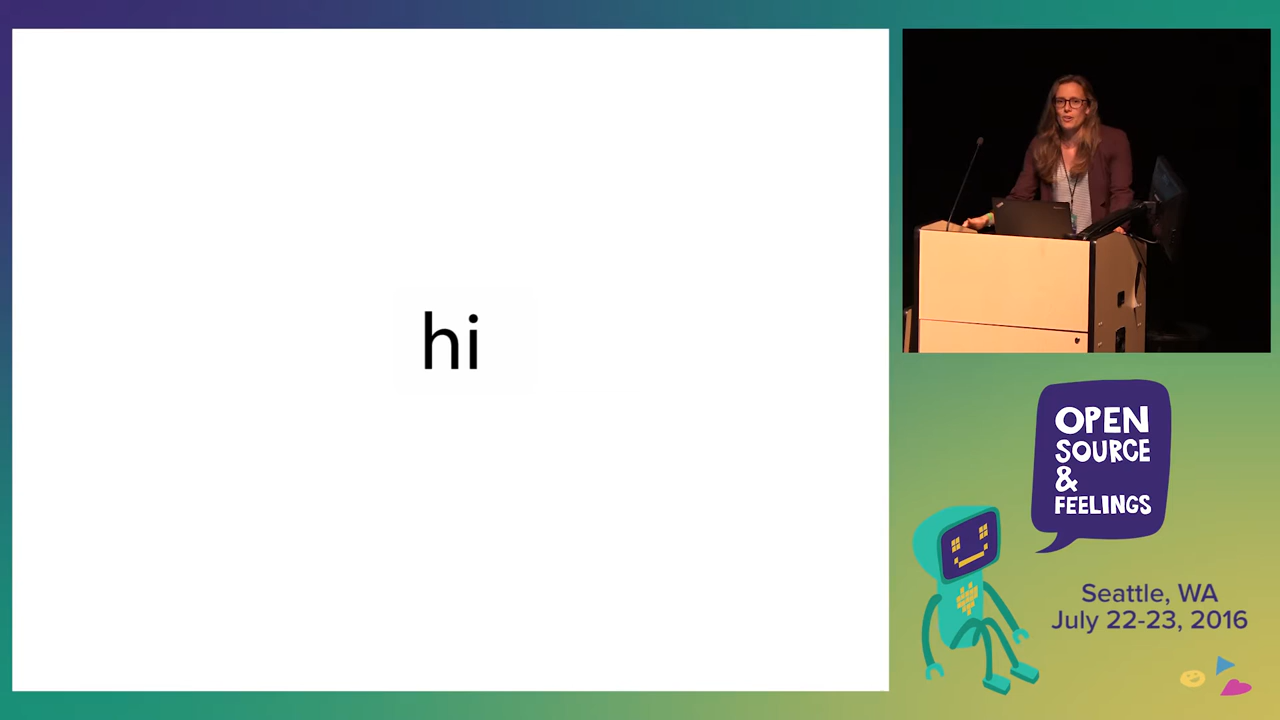 hi
OPEN
SOURCE
&
FEELINGS
Seattle, WA
July 22-23, 2016